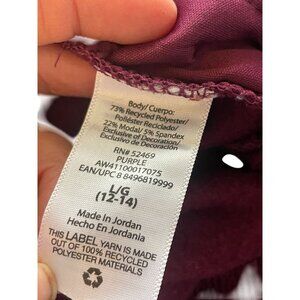 Body/ Cuerpo:
73% Recycled Polyester/
Poliéster Reciclado/
22% Modal/ 5% Spandex
Exclusive of Decoration/
Exclusivo of Decoration/
RN# 52469
PURPLE
AW41100017075
EAN/UPC 8 8496819999
L/G
(12-14)
Made In Jordan
Hecho En Jordania
THIS LABEL YARN IS MADE
OUT OF 100% RECYCLED
POLYESTER MATERIALS